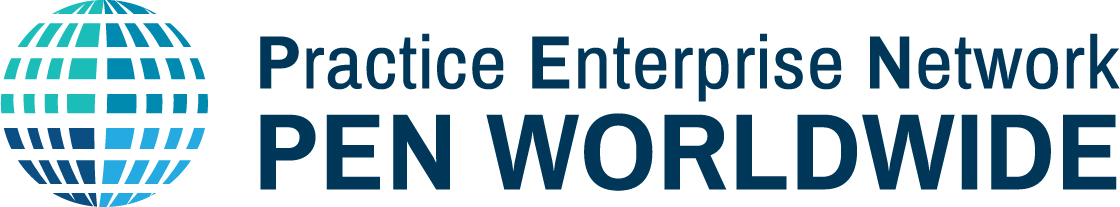 Practice Enterprise Network
PEN WORLDWIDE